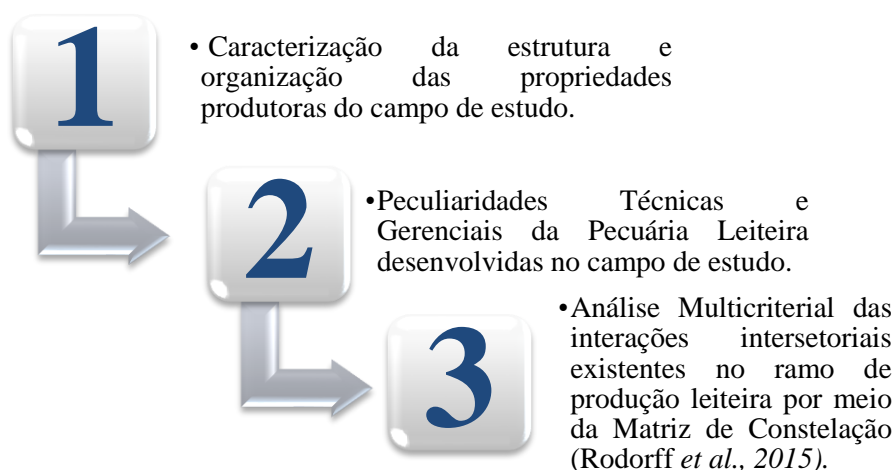 1
• Caracterização da estrutura e
organização das propriedades
produtoras do campo de estudo.
2
•Peculiaridades Técnicas e
Gerenciais da Pecuária Leiteira
desenvolvidas no campo de estudo.
3
•Análise Multicriterial das
interações intersetoriais
existentes no ramo de
produção leiteira por meio
da Matriz de Constelação
(Rodorff et al., 2015).